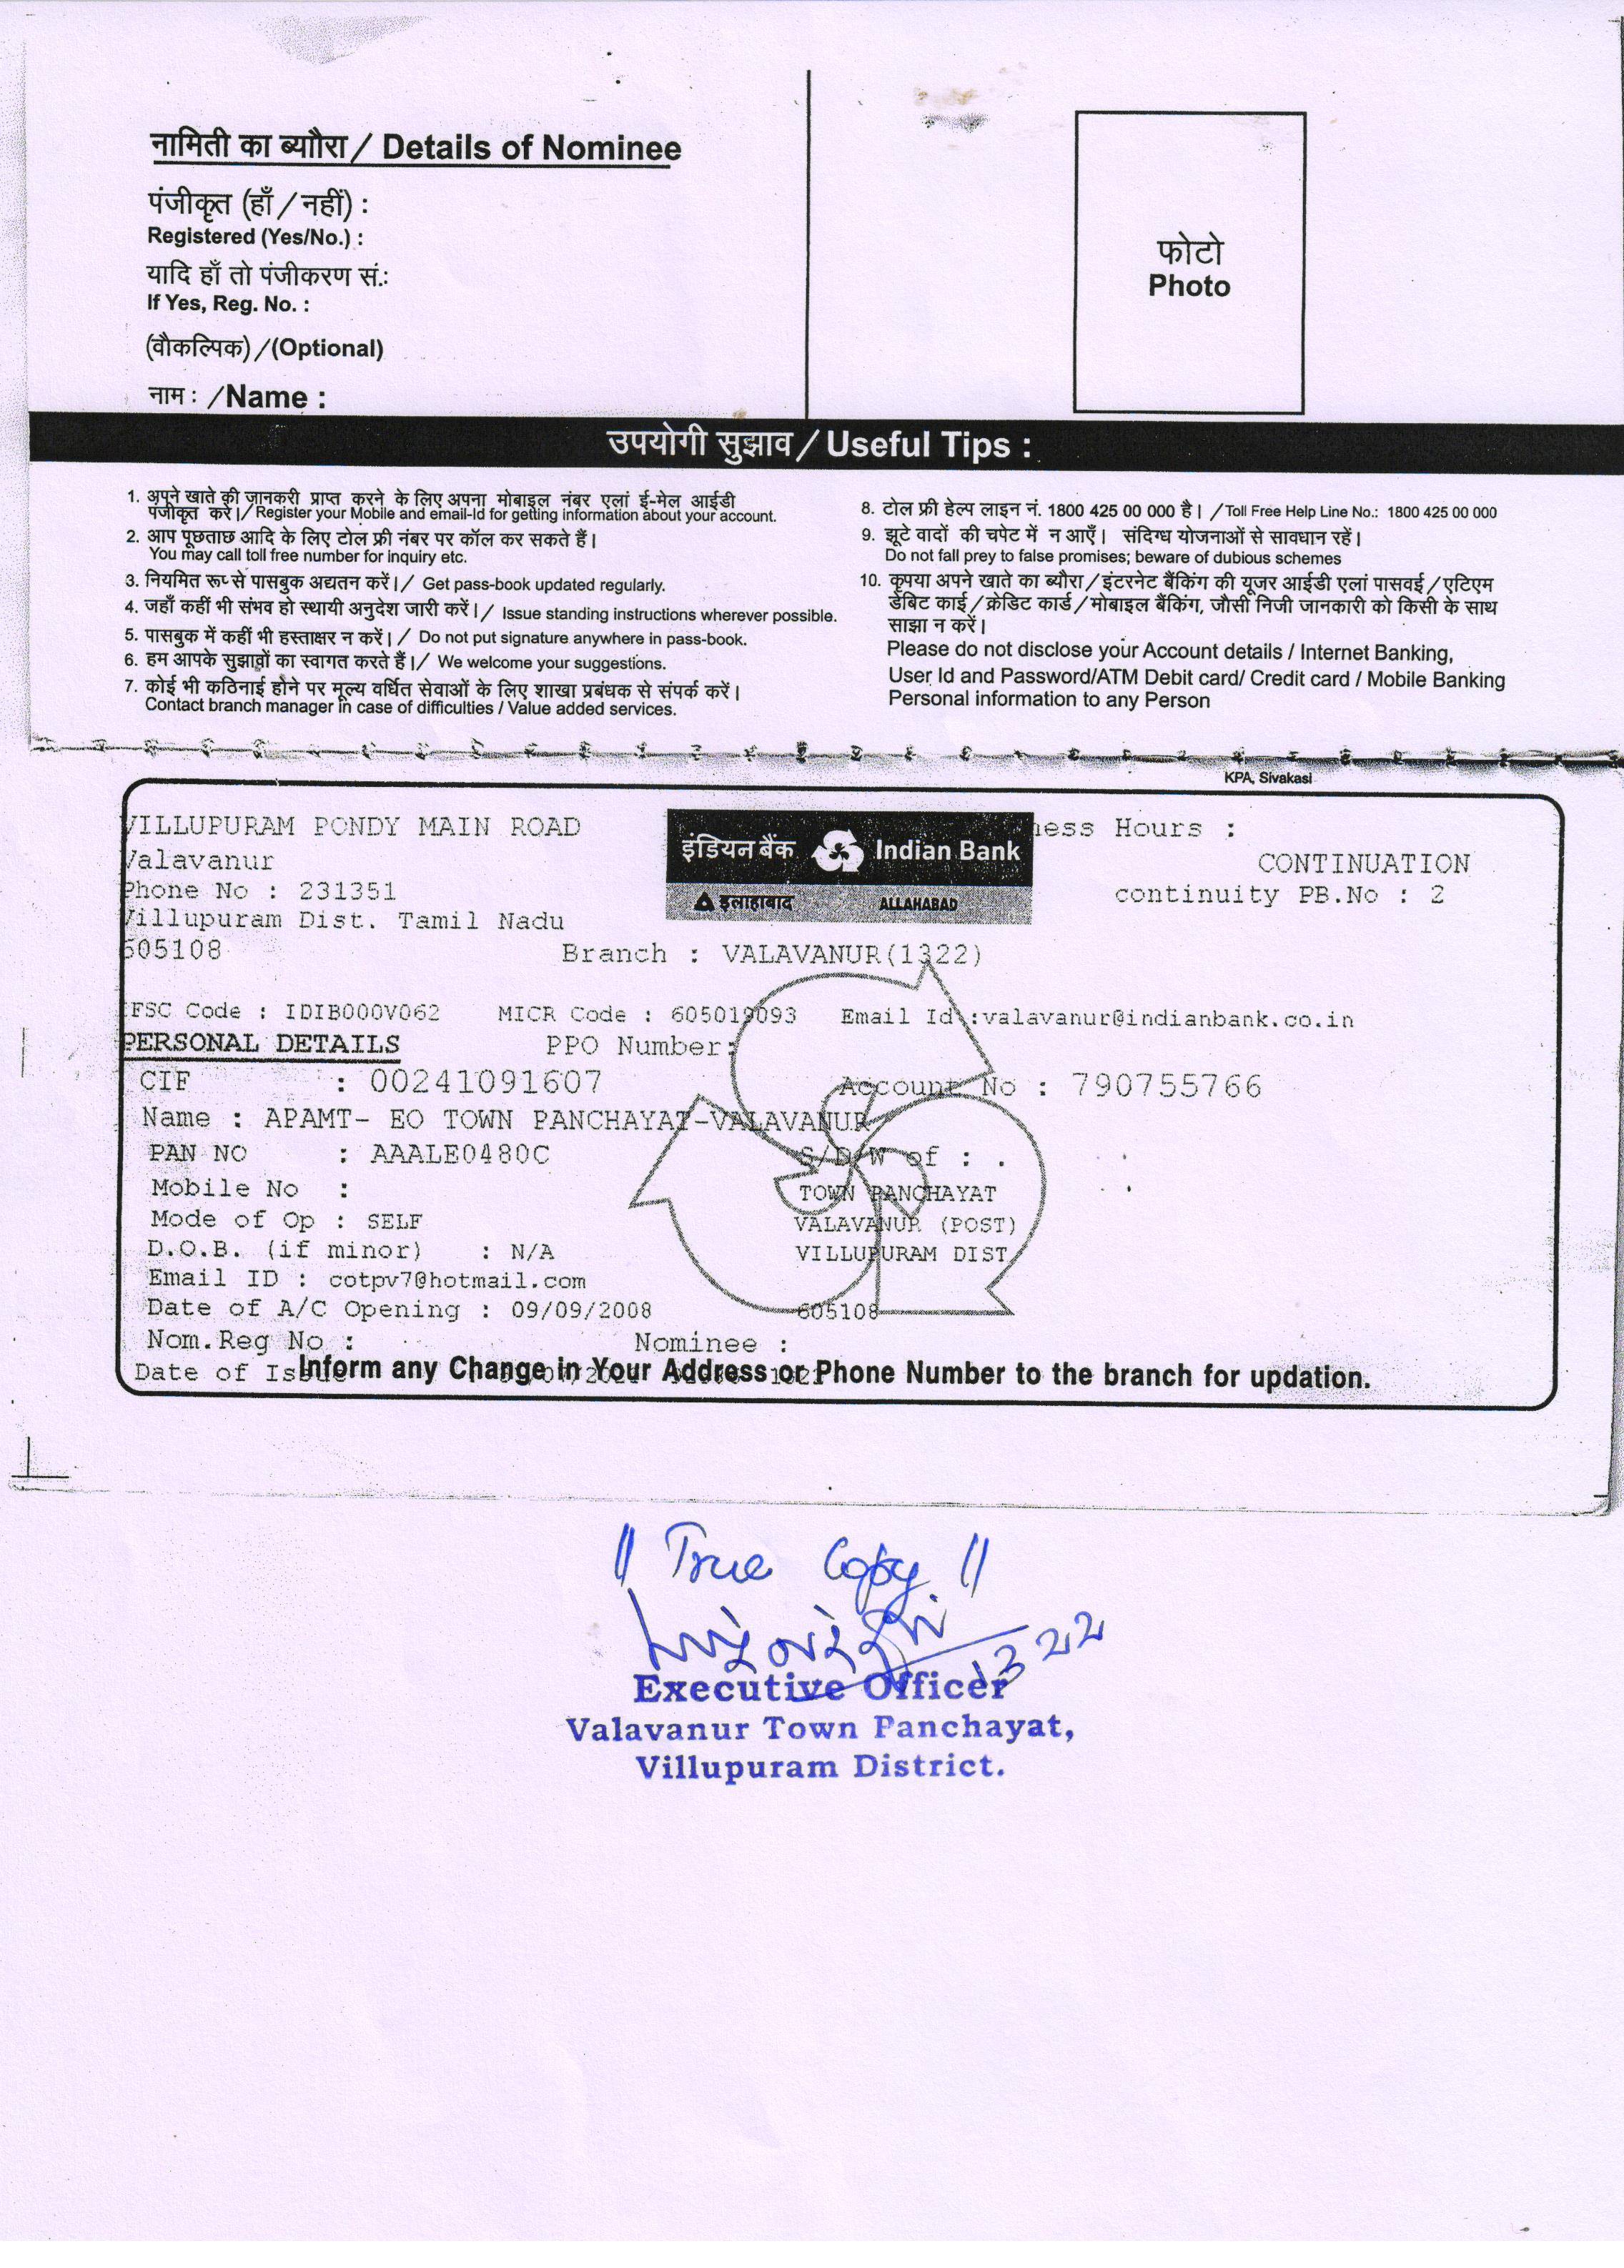 नामिती का ब्यौरा / Details of Nominee
पंजीकृत (हाँ / नहीं) :
Registered (Yes/No.) :
यादि हाँ तो पंजीकरण सं.:
If Yes, Reg. No. :
(वौकल्पिक) / (Optional)
नाम : / Name :
फोटो
Photo
उपयोगी सुझाव / Useful Tips :
1. अपने खाते की जानकरी प्राप्त करने के लिए अपना मोबाइल नंबर एलां ई-मेल आईडी
पंजीकृत करें | / Register your Mobile and email-Id for getting information about your account.
2. आप पूछताछ आदि के लिए टोल फ्री नंबर पर कॉल कर सकते हैं |
You may call toll free number for inquiry etc.
3. नियमित रूप से पासबुक अद्यतन करें | / Get pass-book updated regularly.
4. जहाँ कहीं भी संभव हो स्थायी अनुदेश जारी करें | / Issue standing instructions wherever possible.
5. पासबुक में कहीं भी हस्ताक्षर न करें | / Do not put signature anywhere in pass-book.
6. हम आपके सुझावों का स्वागत करते हैं | / We welcome your suggestions.
7. कोई भी कठिनाई होने पर मूल्य वर्धित सेवाओं के लिए शाखा प्रबंधक से संपर्क करें |
Contact branch manager in case of difficulties / Value added services.
8. टोल फ्री हेल्प लाइन नं. 1800 425 00 000 है | / Toll Free Help Line No.: 1800 425 00 000
9. झूटे वादों की चपेट में न आएँ | संदिग्ध योजनाओं से सावधान रहें |
Do not fall prey to false promises; beware of dubious schemes
10. कृपया अपने खाते का ब्यौरा / इंटरनेट बैंकिंग की यूजर आईडी एलां पासवई / एटिएम
डेबिट काई / क्रेडिट कार्ड / मोबाइल बैंकिंग, जौसी निजी जानकारी को किसी के साथ
साझा न करें |
Please do not disclose your Account details / Internet Banking,
User Id and Password/ATM Debit card/ Credit card / Mobile Banking
Personal information to any Person
KPA, Sivakasi
VILLUPURAM PONDY MAIN ROAD
Valavanur
Phone No : 231351
Villupuram Dist. Tamil Nadu
605108
इंडियन बैंक Indian Bank
इलाहाबाद ALLAHABAD
ness Hours :
CONTINUATION
continuity PB.No : 2
Branch : VALAVANUR(1322)
IFSC Code : IDIB000V062 MICR Code : 605019093 Email Id :valavanur@indianbank.co.in
PERSONAL DETAILS PPO Number:
CIF : 00241091607 Account No : 790755766
Name : APAMT- EO TOWN PANCHAYAT-VALAVANUR
PAN NO : AAALE0480C S/D/W of : .
Mobile No : TOWN PANCHAYAT
Mode of Op : SELF VALAVANUR (POST)
D.O.B. (if minor) : N/A VILLUPURAM DIST
Email ID : cotpv7@hotmail.com
Date of A/C Opening : 09/09/2008 605108
Nom.Reg No : Nominee :
Date of Issue
Inform any Change in Your Address or Phone Number to the branch for updation.
// True Copy //
1322
Executive Officer
Valavanur Town Panchayat,
Villupuram District.